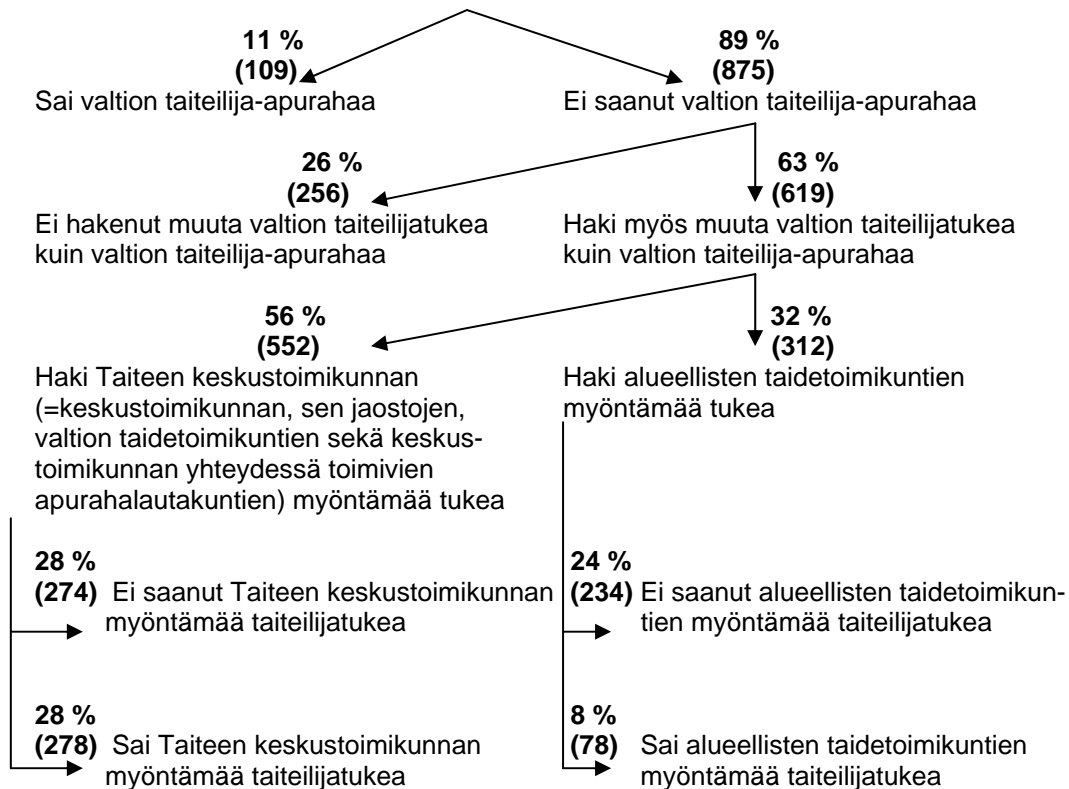 11 %
(109)
Sai valtion taiteilija-apurahaa
89 %
(875)
Ei saanut valtion taiteilija-apurahaa
26 %
(256)
Ei hakenut muuta valtion taiteilijatukea
kuin valtion taiteilija-apurahaa
63 %
(619)
Haki myös muuta valtion taiteilijatukea
kuin valtion taiteilija-apurahaa
56 %
(552)
Haki Taiteen keskustoimikunnan
(=keskustoimikunnan, sen jaostojen,
valtion taidetoimikuntien sekä keskus-
toimikunnan yhteydessä toimivien
apurahalautakuntien) myöntämää tukea
32 %
(312)
Haki alueellisten taidetoimikuntien
myöntämää tukea
28 %
(274) Ei saanut Taiteen keskustoimikunnan
myöntämää taiteilijatukea
24 %
(234) Ei saanut alueellisten taidetoimikun-
tien myöntämää taiteilijatukea
28 %
(278) Sai Taiteen keskustoimikunnan
myöntämää taiteilijatukea
8 %
(78) Sai alueellisten taidetoimikuntien
myöntämää taiteilijatukea